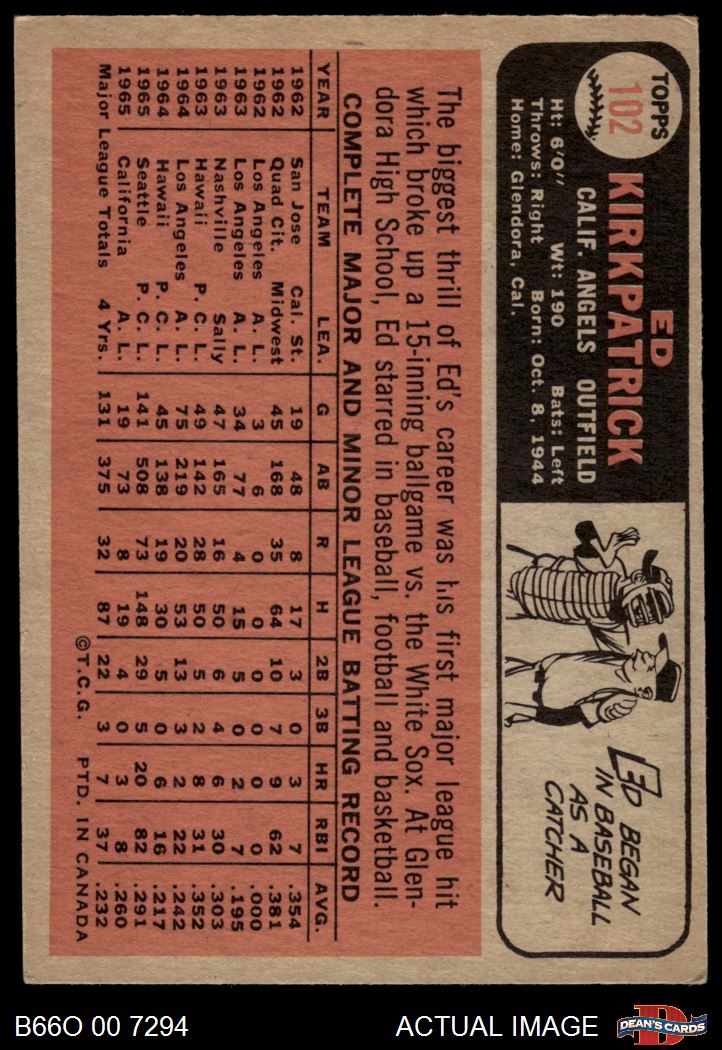 TOPPS
102
ED
KIRKPATRICK
CALIF. ANGELS OUTFIELD
Ht: 6'0" Wt: 190 Bats: Left
Throws: Right Born: Oct. 8, 1944
Home: Glendora, Cal.
ED BEGAN
IN BASEBALL
AS A
CATCHER
The biggest thrill of Ed's career was his first major league hit
which broke up a 15-inning ballgame vs. the White Sox. At Glen-
dora High School, Ed starred in baseball, football and basketball.
COMPLETE MAJOR AND MINOR LEAGUE BATTING RECORD
YEAR TEAM LEA. G AB R H 2B 3B HR RBI AVG.
1962 San Jose Cal. St. 19 48 8 17 3 0 3 7 .354
1962 Quad Cit. Midwest 45 168 35 64 10 7 9 62 .381
1962 Los Angeles A. L. 3 6 0 0 0 0 0 0 .000
1963 Los Angeles A. L. 34 77 4 15 5 0 2 7 .195
1963 Nashville Sally 47 165 16 50 6 4 6 30 .303
1963 Hawaii P. C. L. 49 142 28 50 5 2 8 31 .352
1964 Los Angeles A. L. 75 219 20 53 13 3 2 22 .242
1964 Hawaii P. C. L. 45 138 19 30 5 0 6 16 .217
1965 Seattle P. C. L. 141 508 73 148 29 5 20 82 .291
1965 California A. L. 19 73 8 19 4 0 3 8 .260
Major League Totals 4 Yrs. 131 375 32 87 22 3 7 37 .232
©T.C.G. PTD. IN CANADA
B66O 00 7294
ACTUAL IMAGE
D
DEAN'S CARDS